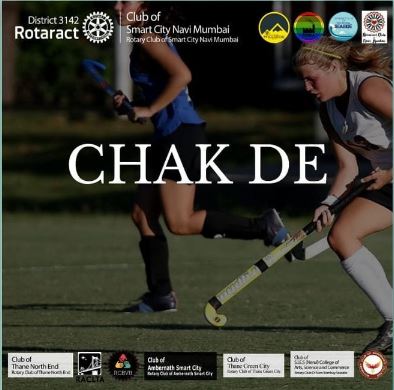 District 3142
Rotaract
Club of
Smart City Navi Mumbai
Rotary Club of Smart City Navi Mumbai
CHAK DE
Club of
Thane North End
Rotary Club of Thane North End
RACLTA
RCBVB
Club of
Ambernath Smart City
Rotary Club of Ambernath Smart City
Club of
Thane Green City
Rotary Club of Thane Green City
Club of
S.I.E.S (Nerul) College of
Arts, Science and Commerce